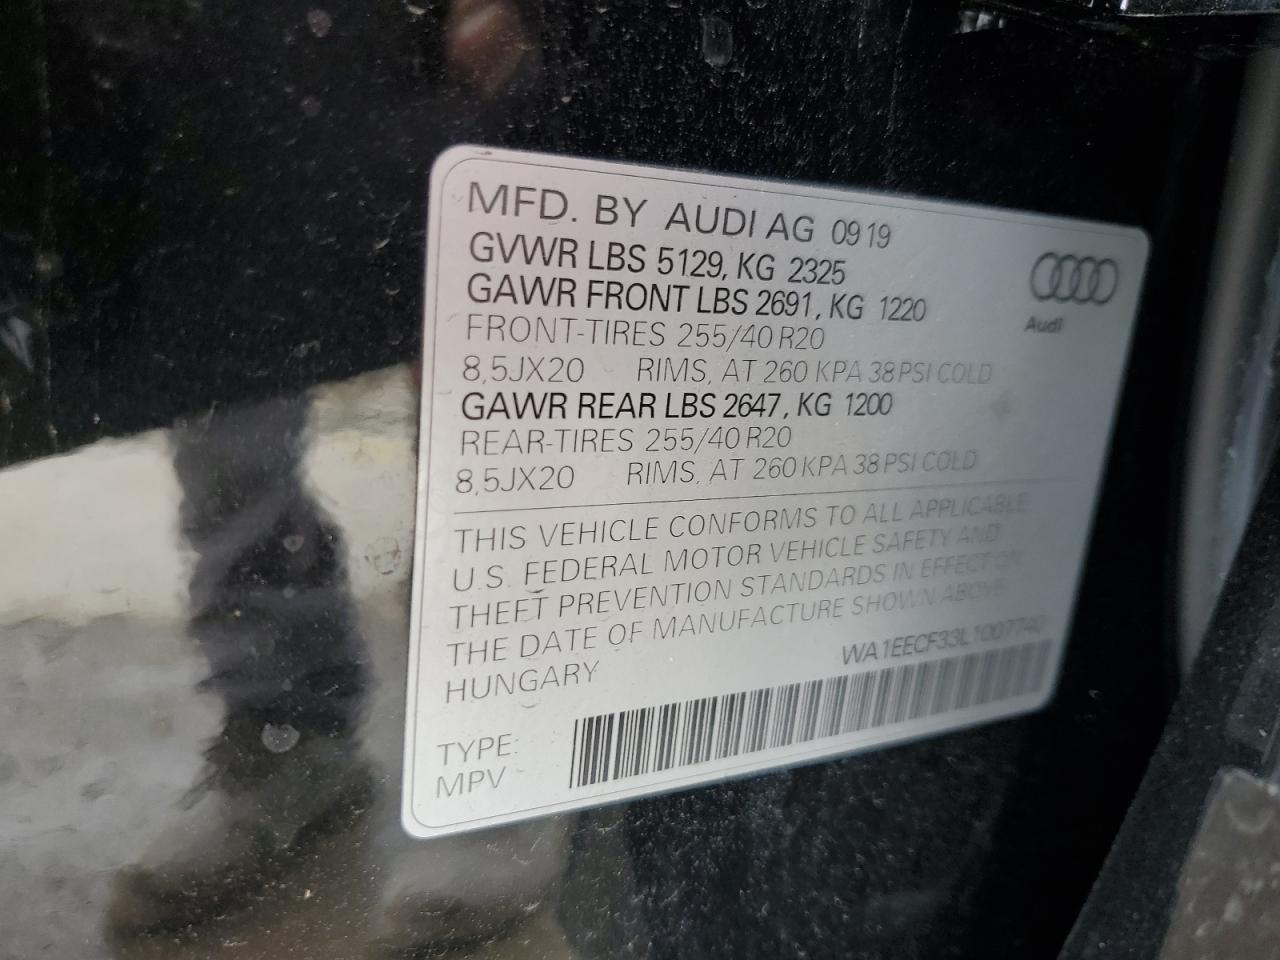 MFD. BY AUDI AG 0919
GVWR LBS 5129, KG 2325
GAWR FRONT LBS 2691, KG 1220
FRONT-TIRES 255/40 R20
8,5JX20 RIMS, AT 260 KPA 38 PSI COLD
GAWR REAR LBS 2647, KG 1200
REAR-TIRES 255/40 R20
8,5JX20 RIMS, AT 260 KPA 38 PSI COLD
Audi
THIS VEHICLE CONFORMS TO ALL APPLICABLE
U.S. FEDERAL MOTOR VEHICLE SAFETY AND
THEFT PREVENTION STANDARDS IN EFFECT ON
THE DATE OF MANUFACTURE SHOWN ABOVE
HUNGARY
WA1EECF33L1007740
TYPE:
MPV